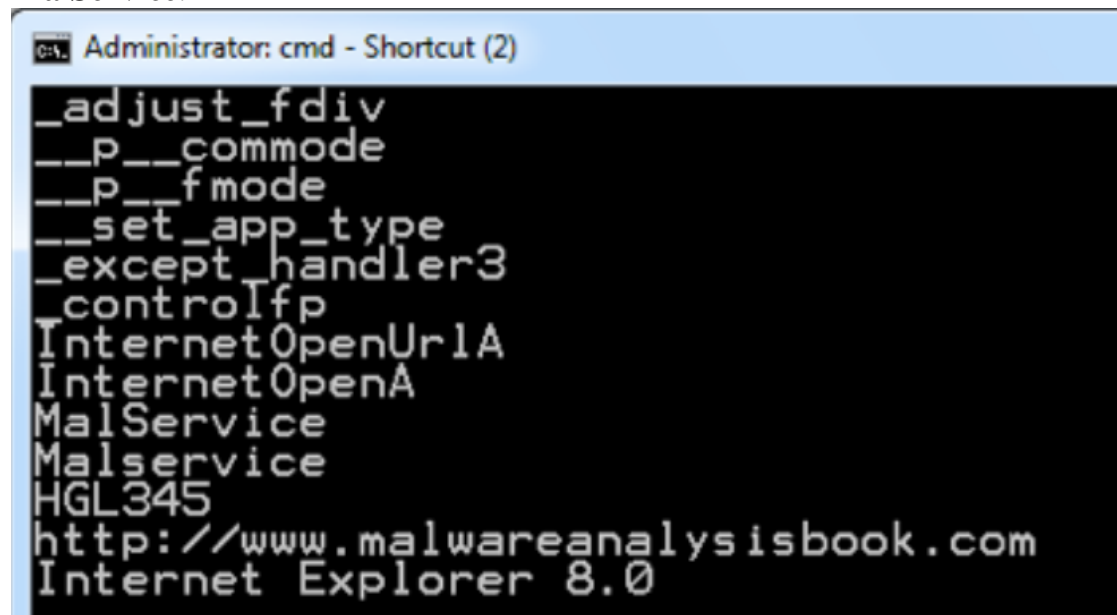 Administrator: cmd - Shortcut (2)
_adjust_fdiv
__p__commode
__p__fmode
__set_app_type
_except_handler3
_controlfp
InternetOpenUrlA
InternetOpenA
MalService
Malservice
HGL345
http://www.malwareanalysisbook.com
Internet Explorer 8.0